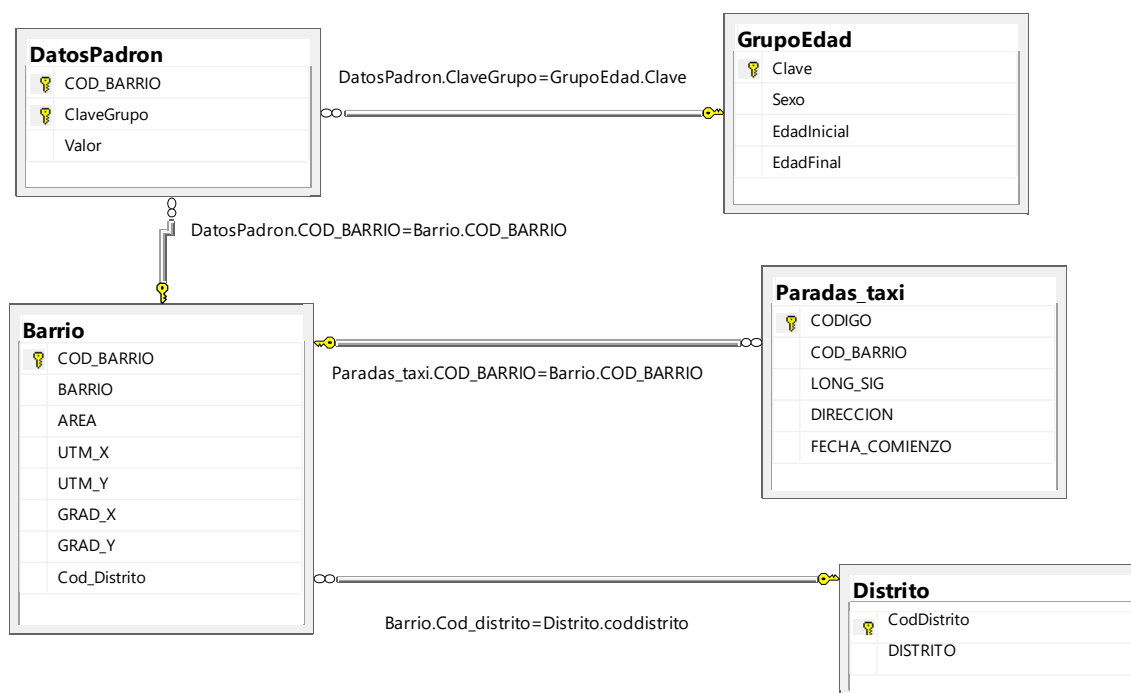 DatosPadron
COD_BARRIO
ClaveGrupo
Valor
DatosPadron.ClaveGrupo=GrupoEdad.Clave
GrupoEdad
Clave
Sexo
EdadInicial
EdadFinal
DatosPadron.COD_BARRIO=Barrio.COD_BARRIO
Barrio
COD_BARRIO
BARRIO
AREA
UTM_X
UTM_Y
GRAD_X
GRAD_Y
Cod_Distrito
Paradas_taxi.COD_BARRIO=Barrio.COD_BARRIO
Paradas_taxi
CODIGO
COD_BARRIO
LONG_SIG
DIRECCION
FECHA_COMIENZO
Barrio.Cod_distrito=Distrito.coddistrito
Distrito
CodDistrito
DISTRITO